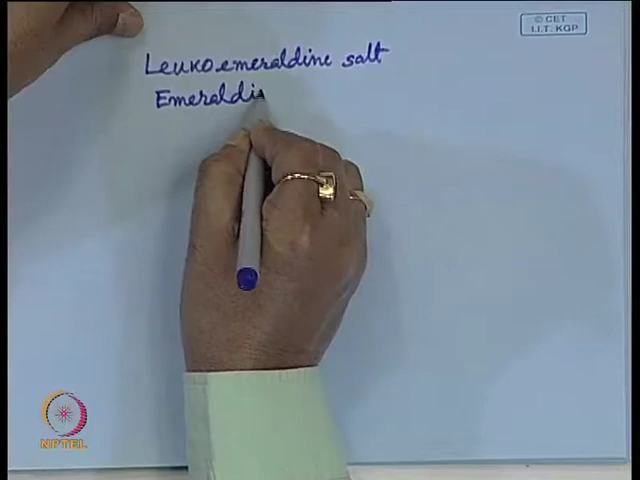 © CET
I.I.T. KGP
Leuko emeraldine salt
Emeraldi
NPTEL